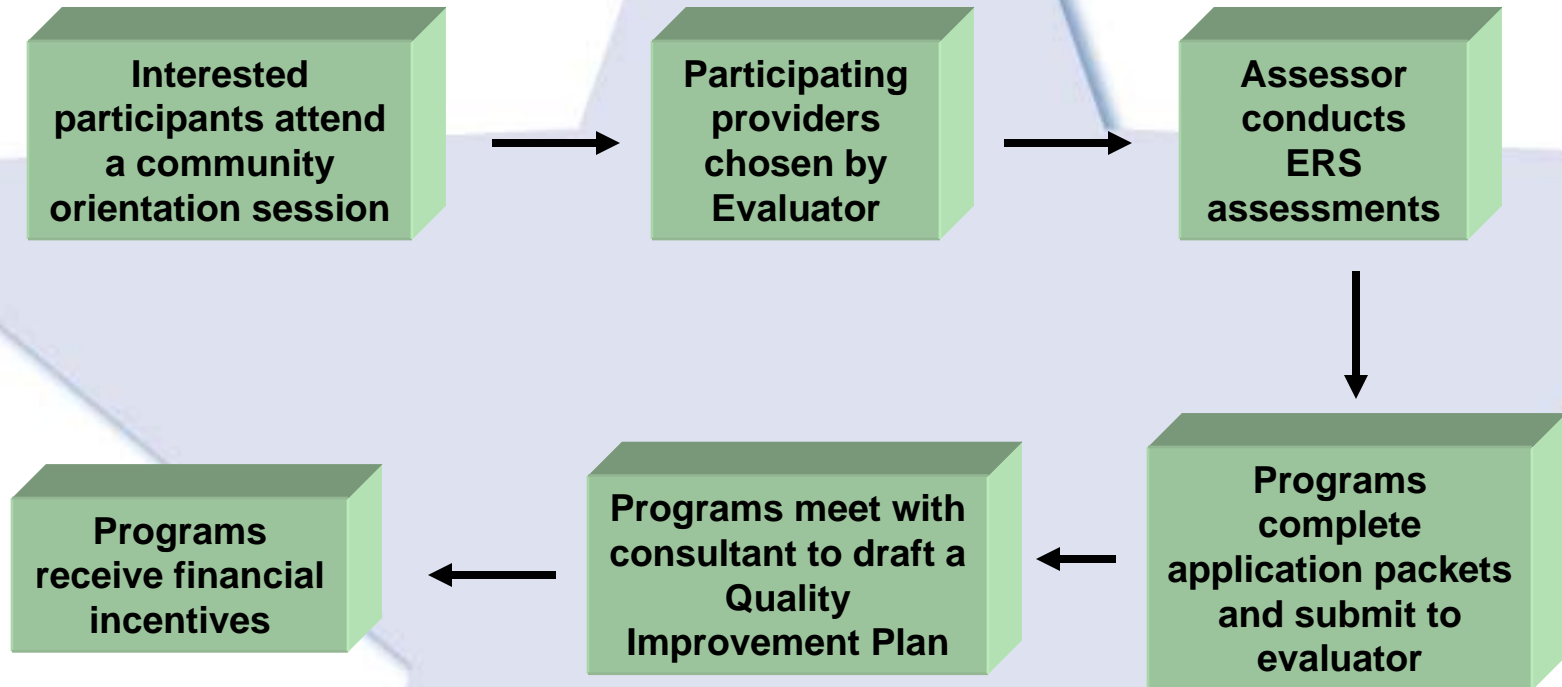 Interested
participants attend
a community
orientation session
Participating
providers
chosen by
Evaluator
Assessor
conducts
ERS
assessments
Programs
complete
application packets
and submit to
evaluator
Programs meet with
consultant to draft a
Quality
Improvement Plan
Programs
receive financial
incentives